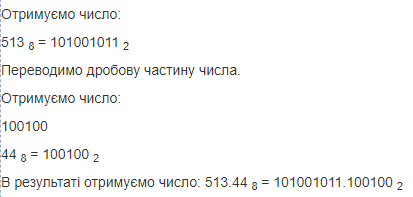 Отримуємо число:
513 8 = 101001011 2
Переводимо дробову частину числа.
Отримуємо число:
100100
44 8 = 100100 2
В результаті отримуємо число: 513.44 8 = 101001011.100100 2